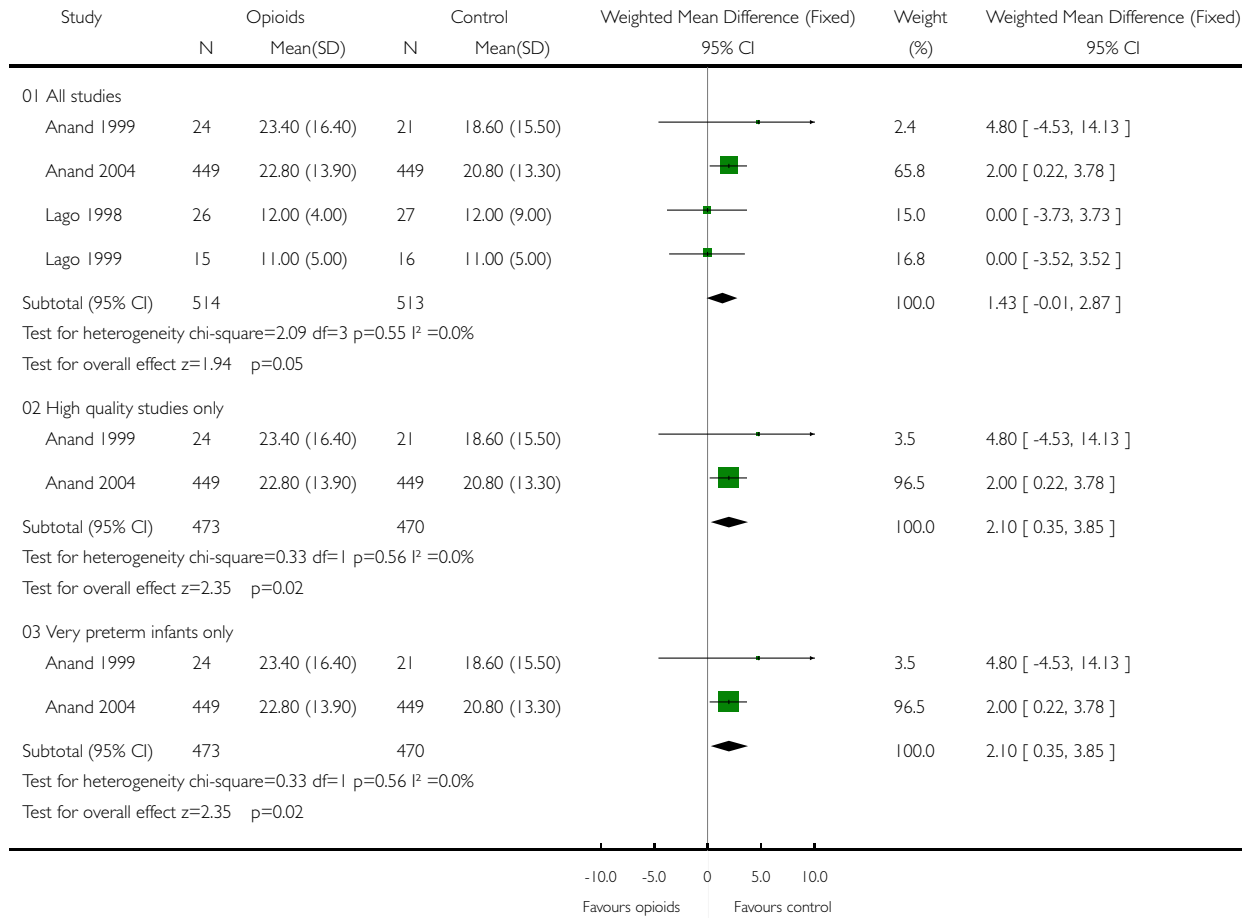 Study Opioids Control Weighted Mean Difference (Fixed) Weight Weighted Mean Difference (Fixed)
N Mean(SD) N Mean(SD) 95% CI (%) 95% CI
01 All studies
Anand 1999 24 23.40 (16.40) 21 18.60 (15.50) 2.4 4.80 [ -4.53, 14.13 ]
Anand 2004 449 22.80 (13.90) 449 20.80 (13.30) 65.8 2.00 [ 0.22, 3.78 ]
Lago 1998 26 12.00 (4.00) 27 12.00 (9.00) 15.0 0.00 [ -3.73, 3.73 ]
Lago 1999 15 11.00 (5.00) 16 11.00 (5.00) 16.8 0.00 [ -3.52, 3.52 ]
Subtotal (95% CI) 514 513 100.0 1.43 [ -0.01, 2.87 ]
Test for heterogeneity chi-square=2.09 df=3 p=0.55 I² =0.0%
Test for overall effect z=1.94 p=0.05
02 High quality studies only
Anand 1999 24 23.40 (16.40) 21 18.60 (15.50) 3.5 4.80 [ -4.53, 14.13 ]
Anand 2004 449 22.80 (13.90) 449 20.80 (13.30) 96.5 2.00 [ 0.22, 3.78 ]
Subtotal (95% CI) 473 470 100.0 2.10 [ 0.35, 3.85 ]
Test for heterogeneity chi-square=0.33 df=1 p=0.56 I² =0.0%
Test for overall effect z=2.35 p=0.02
03 Very preterm infants only
Anand 1999 24 23.40 (16.40) 21 18.60 (15.50) 3.5 4.80 [ -4.53, 14.13 ]
Anand 2004 449 22.80 (13.90) 449 20.80 (13.30) 96.5 2.00 [ 0.22, 3.78 ]
Subtotal (95% CI) 473 470 100.0 2.10 [ 0.35, 3.85 ]
Test for heterogeneity chi-square=0.33 df=1 p=0.56 I² =0.0%
Test for overall effect z=2.35 p=0.02
-10.0 -5.0 0 5.0 10.0
Favours opioids Favours control